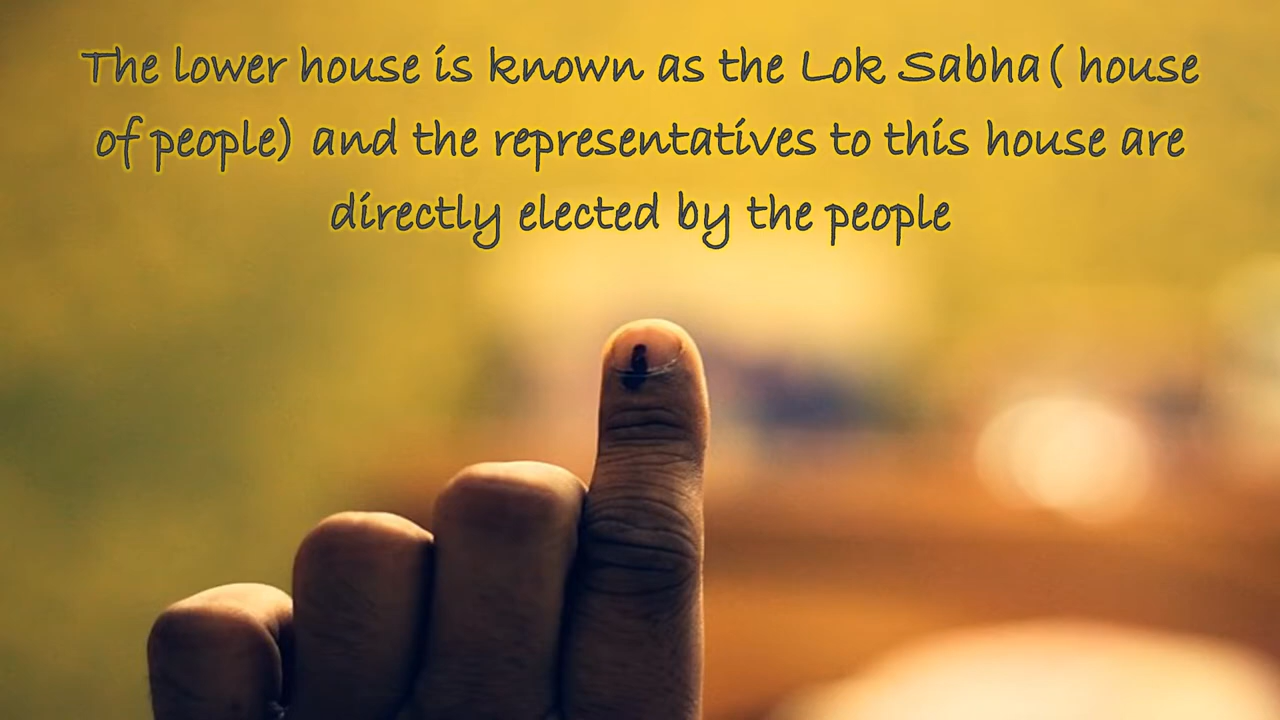 The lower house is known as the Lok Sabha( house
of people) and the representatives to this house are
directly elected by the people